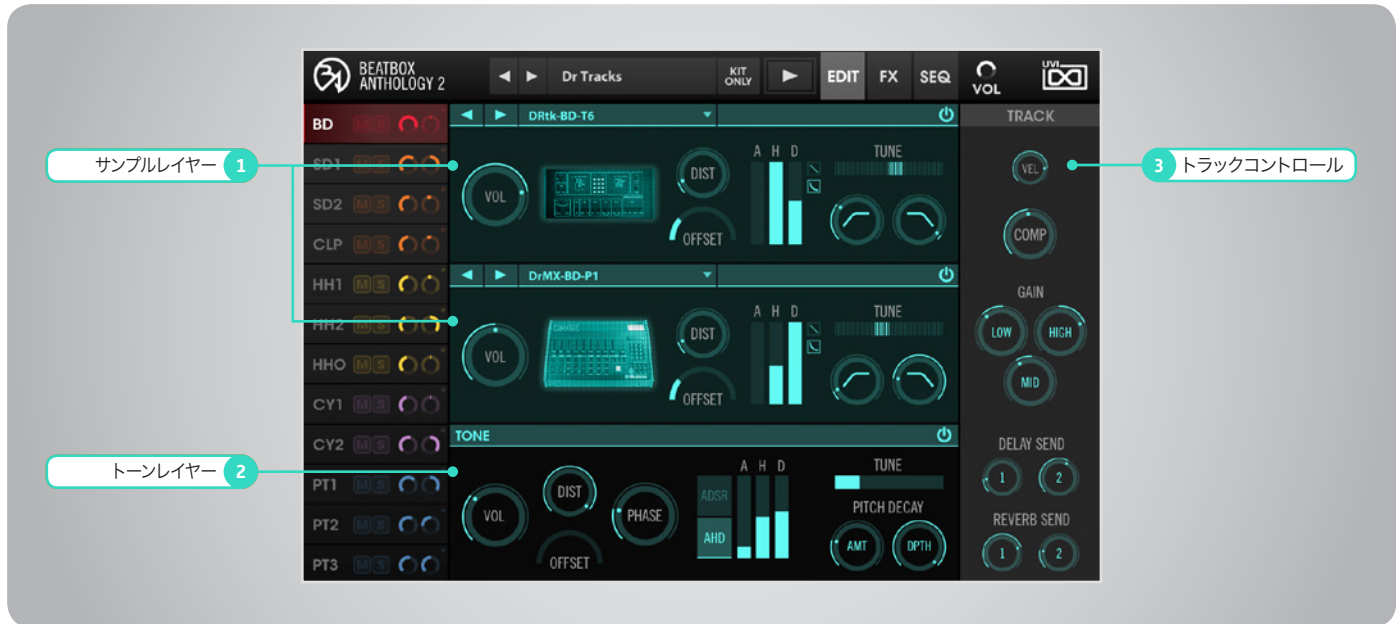 BEATBOX
ANTHOLOGY 2
Dr Tracks
KIT
ONLY
EDIT
FX
SEQ
VOL
UVI
サンプルレイヤー 1
トーンレイヤー 2
3 トラックコントロール
BD M S
SD1 M S
SD2 M S
CLP M S
HH1 M S
HH2 M S
HHO M S
CY1 M S
CY2 M S
PT1 M S
PT2 M S
PT3 M S
DRtk-BD-T6
VOL
DIST
OFFSET
A H D
TUNE
DrMX-BD-P1
VOL
DIST
OFFSET
A H D
TUNE
TONE
VOL
DIST
OFFSET
PHASE
ADSR
AHD
A H D
TUNE
PITCH DECAY
AMT
DPTH
TRACK
VEL
COMP
GAIN
LOW
HIGH
MID
DELAY SEND
1 2
REVERB SEND
1 2